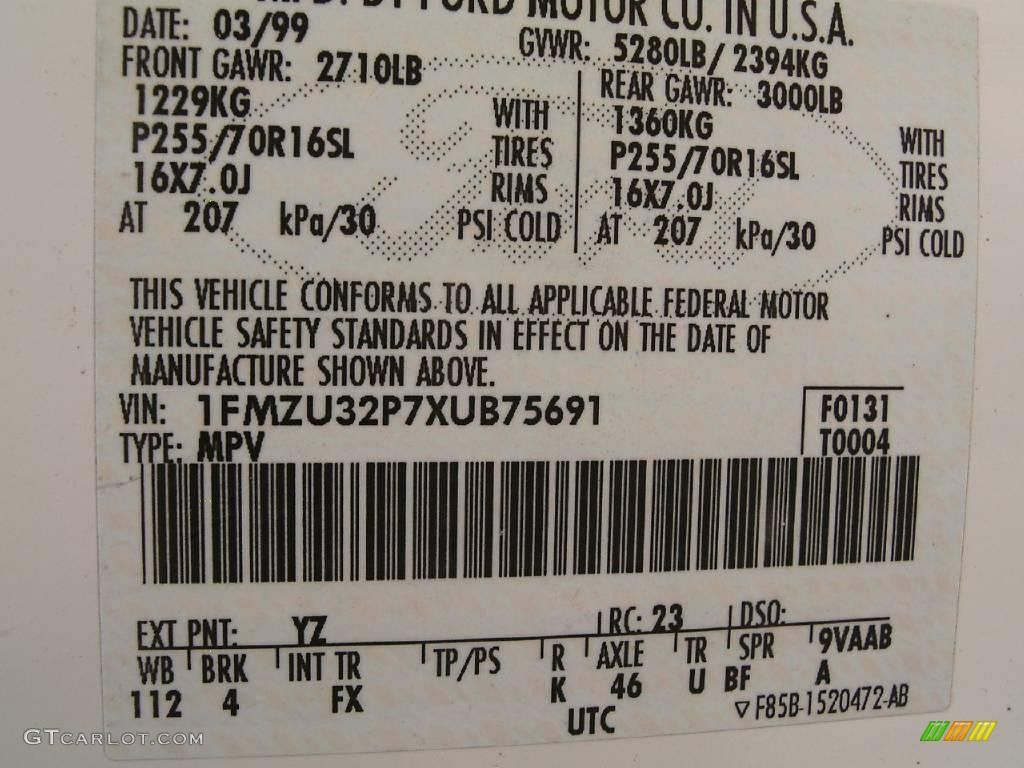 MFD. BY FORD MOTOR CO. IN U.S.A.
DATE: 03/99 GVWR: 5280LB/ 2394KG
FRONT GAWR: 2710LB REAR GAWR: 3000LB
1229KG WITH 1360KG WITH
P255/70R16SL TIRES P255/70R16SL TIRES
16X7.0J RIMS 16X7.0J RIMS
AT 207 kPa/30 PSI COLD AT 207 kPa/30 PSI COLD
THIS VEHICLE CONFORMS TO ALL APPLICABLE FEDERAL MOTOR
VEHICLE SAFETY STANDARDS IN EFFECT ON THE DATE OF
MANUFACTURE SHOWN ABOVE.
VIN: 1FMZU32P7XUB75691 F0131
TYPE: MPV T0004
EXT PNT: YZ RC: 23 DSO:
WB BRK INT TR TP/PS R AXLE TR SPR 9VAAB
112 4 FX K 46 U BF A
UTC ▽F85B-1520472-AB
GTCARLOT.COM